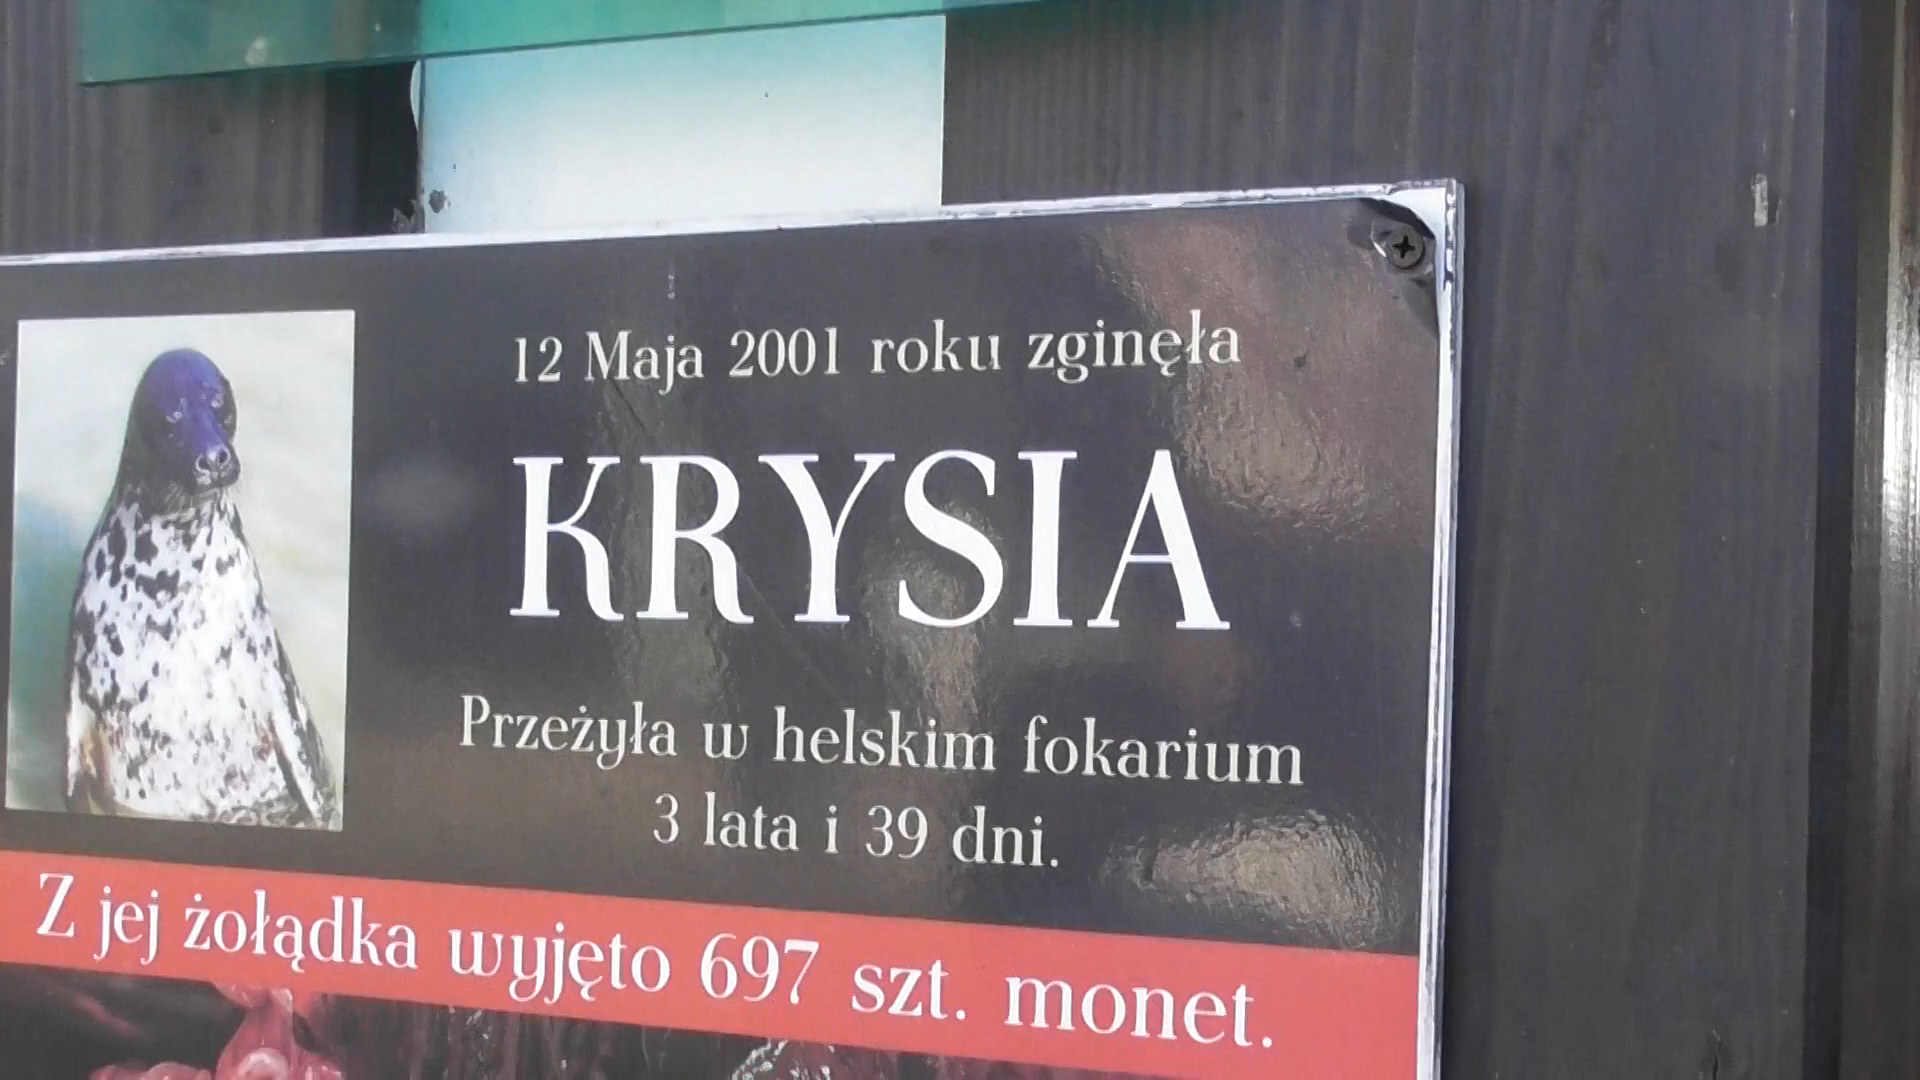 12 Maja 2001 roku zginęła
KRYSIA
Przeżyła w helskim fokarium
3 lata i 39 dni.
Z jej żołądka wyjęto 697 szt. monet.